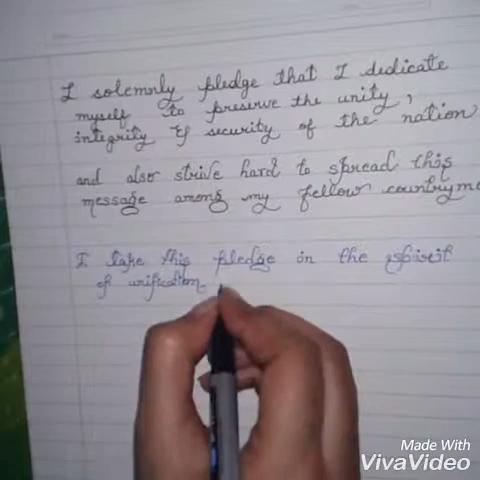 I solemnly pledge that I dedicate
myself to preserve the unity,
integrity & security of the nation
and also strive hard to spread this
message among my fellow countryme
I take this pledge in the spirit
of unification.
Made With
VivaVideo